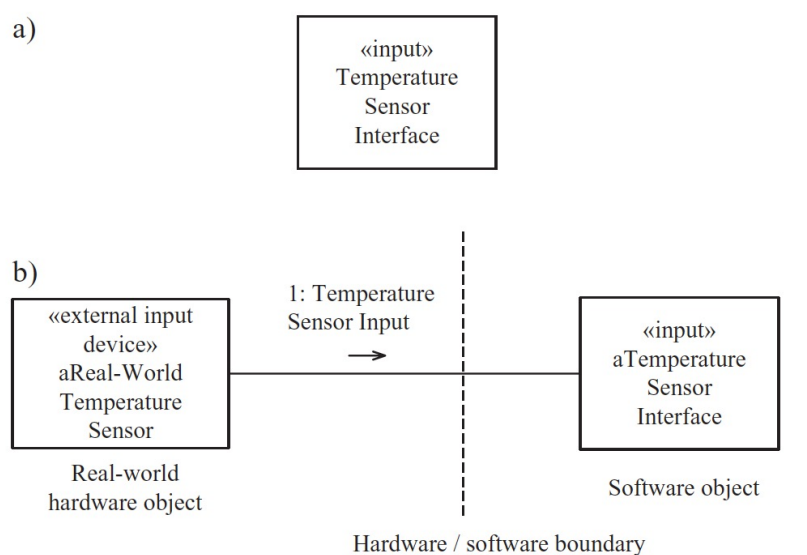 a)
«input»
Temperature
Sensor
Interface
b)
«external input
device»
aReal-World
Temperature
Sensor
Real-world
hardware object
1: Temperature
Sensor Input
«input»
aTemperature
Sensor
Interface
Software object
Hardware / software boundary